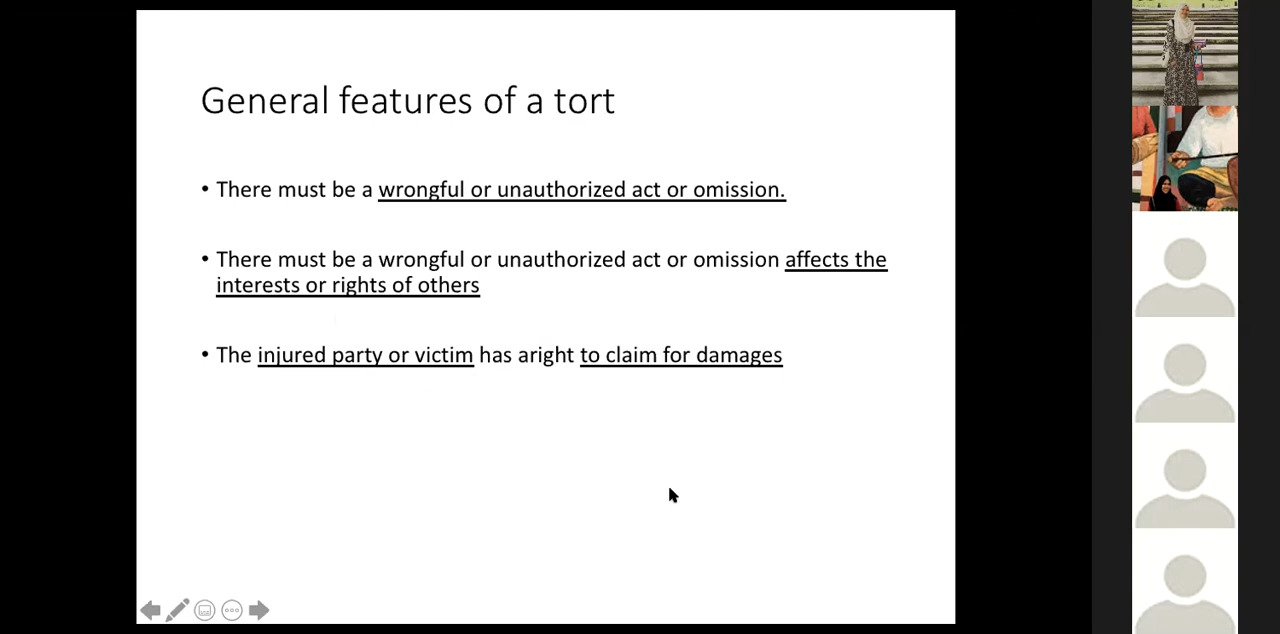 General features of a tort
• There must be a wrongful or unauthorized act or omission.
• There must be a wrongful or unauthorized act or omission affects the
interests or rights of others
• The injured party or victim has aright to claim for damages